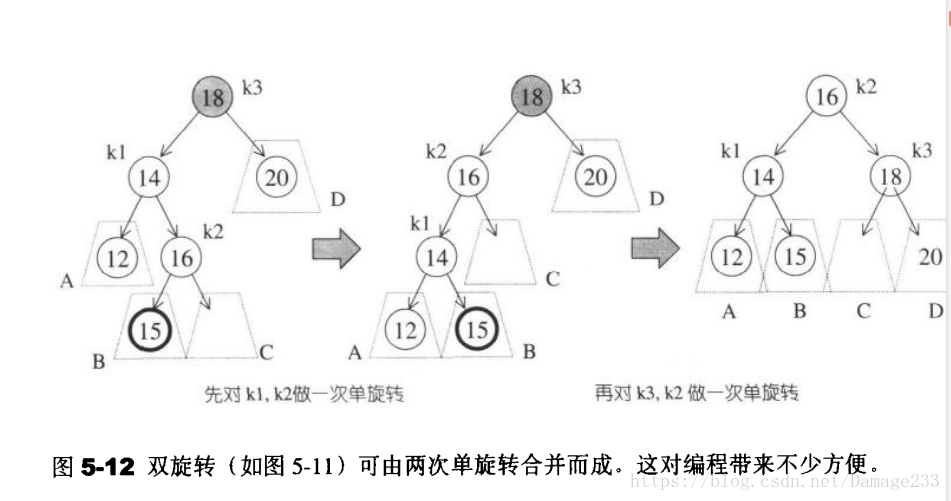 18 k3
k1
14
20
D
k2
12
16
A
15
B
C
18 k3
k2
16
20
D
k1
14
C
12
15
A
B
16 k2
k1
14
k3
18
12
15
20
A
B
C
D
先对 k1, k2做一次单旋转
再对 k3, k2 做一次单旋转
图 5-12 双旋转（如图 5-11）可由两次单旋转合并而成。这对编程带来不少方便。
https://blog.csdn.net/Damage233